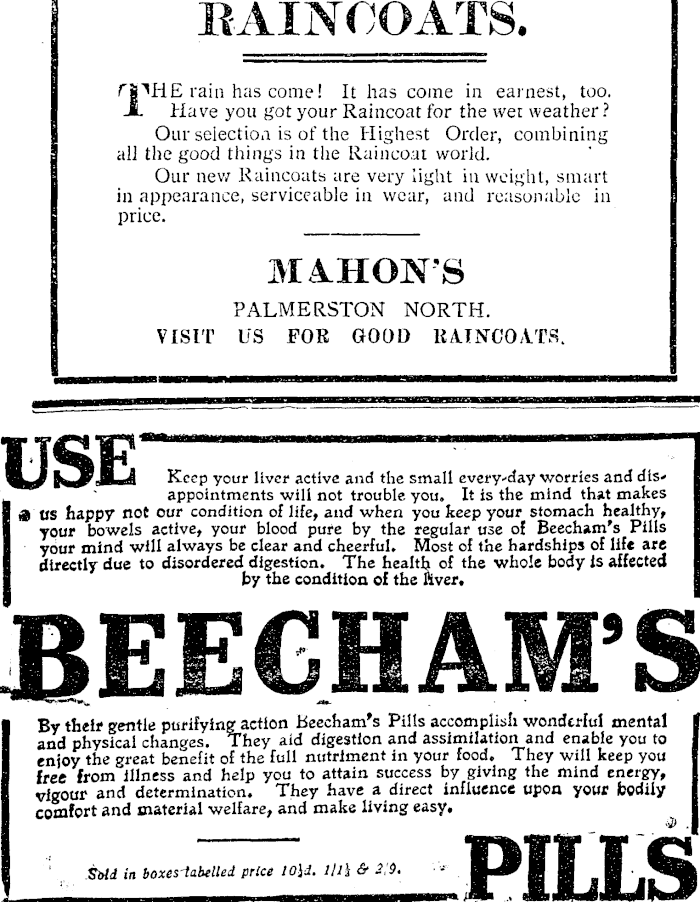 RAINCOATS.
THE rain has come! It has come in earnest, too.
Have you got your Raincoat for the wet weather?
Our selection is of the Highest Order, combining
all the good things in the Raincoat world.
Our new Raincoats are very light in weight, smart
in appearance, serviceable in wear, and reasonable in
price.
MAHON'S
PALMERSTON NORTH.
VISIT US FOR GOOD RAINCOATS.
USE
Keep your liver active and the small every-day worries and dis-
appointments will not trouble you. It is the mind that makes
us happy not our condition of life, and when you keep your stomach healthy,
your bowels active, your blood pure by the regular use of Beecham's Pills
your mind will always be clear and cheerful. Most of the hardships of life are
directly due to disordered digestion. The health of the whole body is affected
by the condition of the liver.
BEECHAM'S
By their gentle purifying action Beecham's Pills accomplish wonderful mental
and physical changes. They aid digestion and assimilation and enable you to
enjoy the great benefit of the full nutriment in your food. They will keep you
free from illness and help you to attain success by giving the mind energy,
vigour and determination. They have a direct influence upon your bodily
comfort and material welfare, and make living easy.
Sold in boxes labelled price 10½d. 1/1½ & 2/9.
PILLS